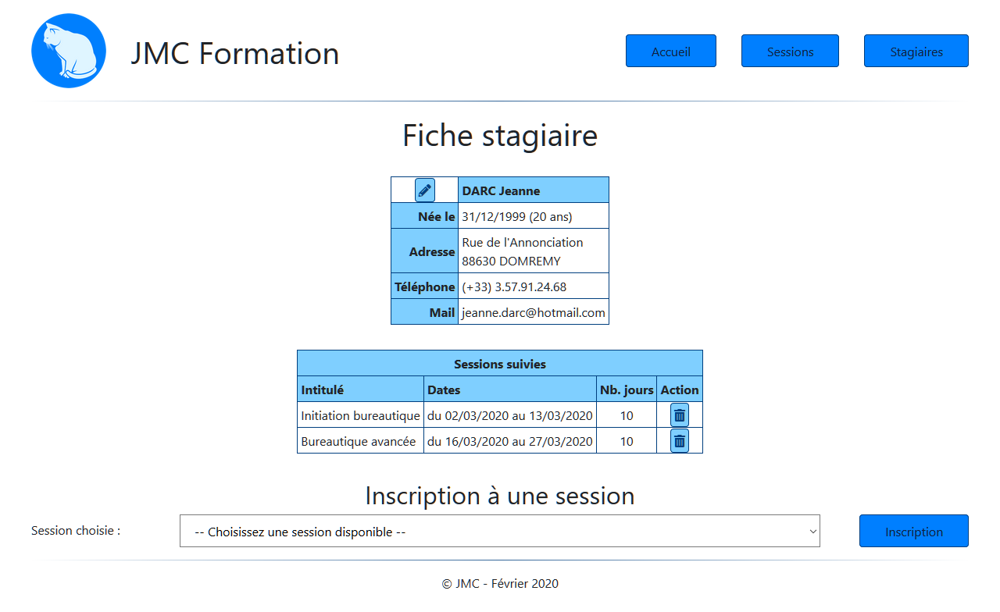 JMC Formation
Accueil
Sessions
Stagiaires
Fiche stagiaire
DARC Jeanne
Née le 31/12/1999 (20 ans)
Adresse Rue de l'Annonciation
88630 DOMREMY
Téléphone (+33) 3.57.91.24.68
Mail jeanne.darc@hotmail.com
Sessions suivies
Intitulé Dates Nb. jours Action
Initiation bureautique du 02/03/2020 au 13/03/2020 10
Bureautique avancée du 16/03/2020 au 27/03/2020 10
Inscription à une session
Session choisie : -- Choisissez une session disponible -- Inscription
© JMC - Février 2020